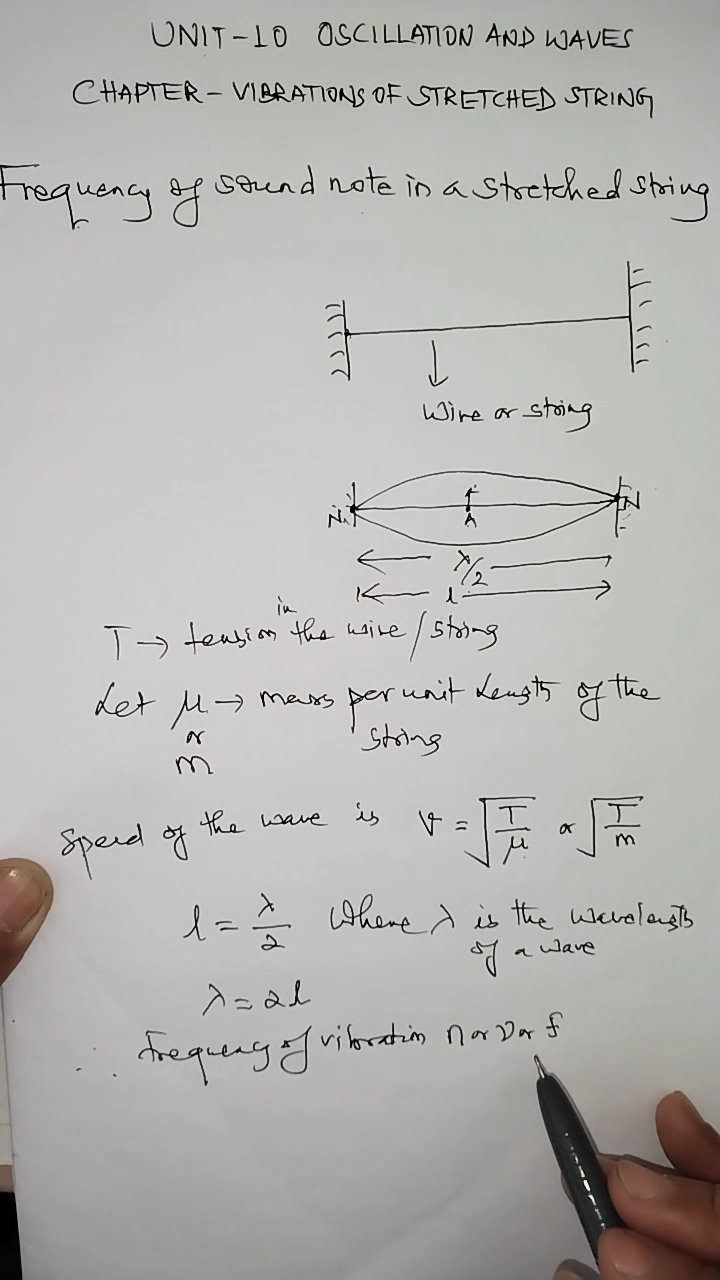 UNIT-10 OSCILLATION AND WAVES
CHAPTER - VIBRATIONS OF STRETCHED STRING
Frequency of sound note in a stretched string
Wire or string
N A N
λ/2
l
T → tension in the wire/string
Let μ → mass per unit length of the
or string
m
Speed of the wave is v = √T/μ or √T/m
l = λ/2 Where λ is the wavelength
of a wave
λ = 2l
∴ Frequency of vibration n or ν or f